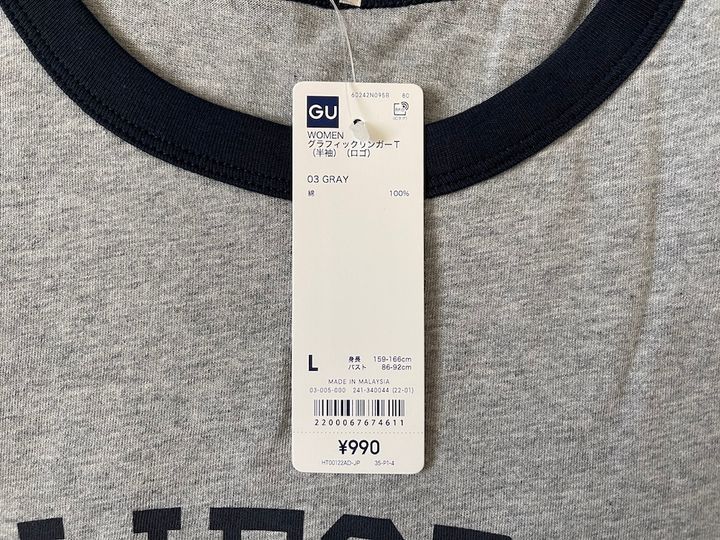 60242N095B 80
GU
WOMEN
グラフィックリンガーT
(半袖) (ロゴ)
03 GRAY
綿 100%
L 身長 159-166cm
バスト 86-92cm
MADE IN MALAYSIA
03-005-000 241-340044 (22-01)
2200067674611
¥990
HT00122AD-JP 35-P1-4